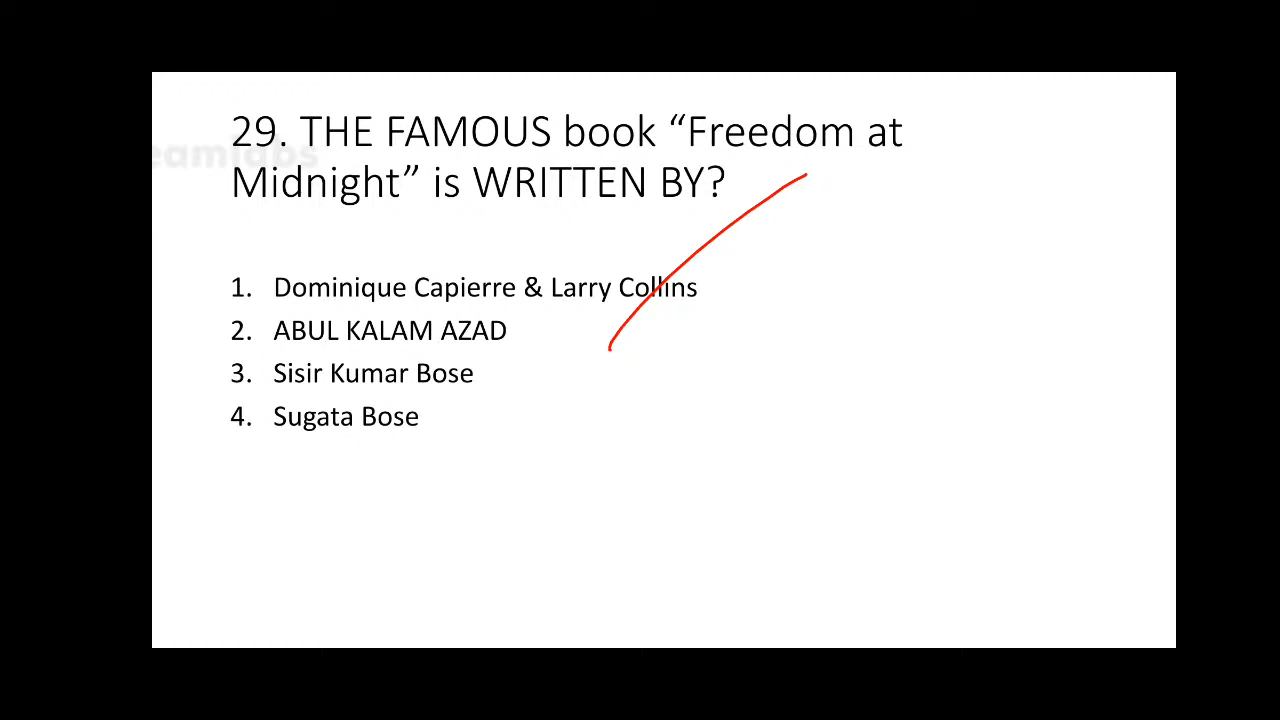 29. THE FAMOUS book “Freedom at
Midnight” is WRITTEN BY?
1. Dominique Capierre & Larry Collins
2. ABUL KALAM AZAD
3. Sisir Kumar Bose
4. Sugata Bose